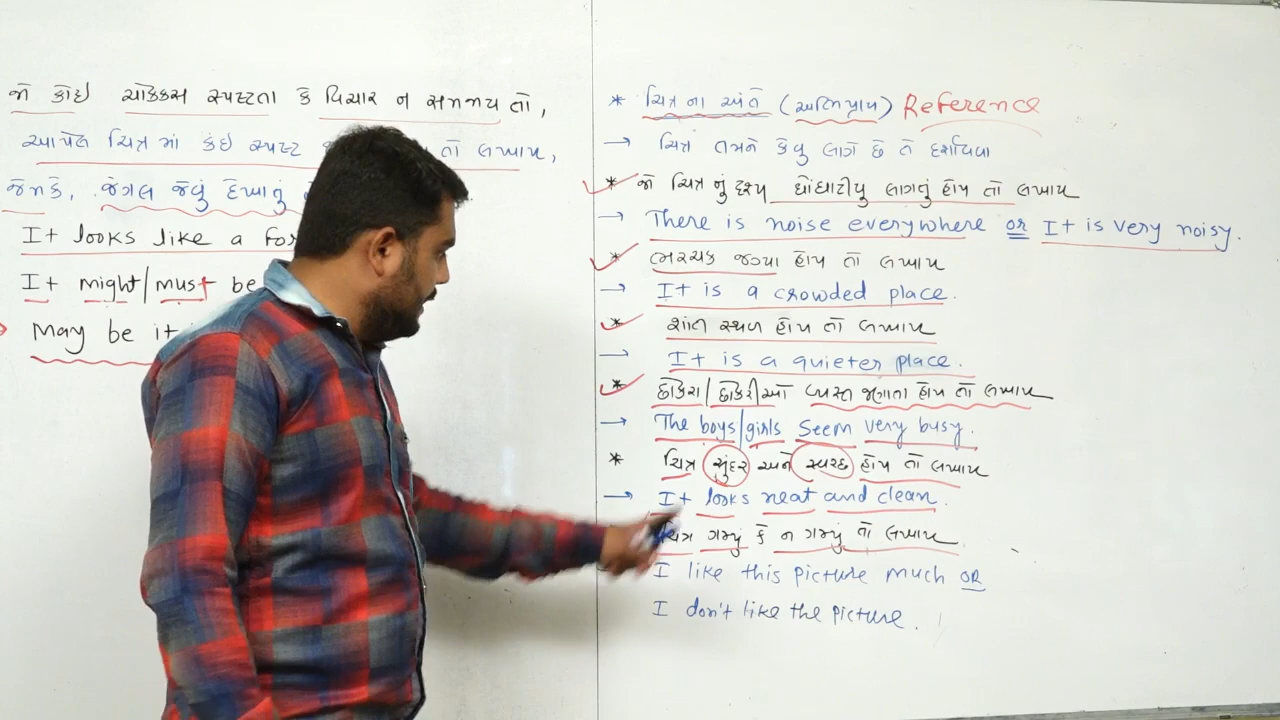 જો કોઈ ચોક્કસ સ્પષ્ટતા કે વિચાર ન સમજાય તો,
આપેલ ચિત્ર માં કંઈ સ્પષ્ટ તો લખાય,
જેમકે, જંગલ જેવું દેખાતું
It looks like a for
It might/must be
May be it
* ચિત્ર ના અંતે (અભિપ્રાય) Reference
→ ચિત્ર તમને કેવું લાગે છે તે દર્શાવવા
* જો ચિત્ર નું દૃશ્ય ઘોંઘાટીયુ લાગતું હોય તો લખાય
→ There is noise everywhere or It is very noisy.
* ભરચક જગ્યા હોય તો લખાય
→ It is a crowded place.
* શાંત સ્થળ હોય તો લખાય
→ It is a quieter place.
* છોકરા/છોકરીઓ વ્યસ્ત જણાતા હોય તો લખાય
→ The boys/girls seem very busy.
* ચિત્ર સુંદર અને સ્વચ્છ હોય તો લખાય
→ It looks neat and clean.
ચિત્ર ગમ્યું કે ન ગમ્યું તો લખાય
I like this picture much OR
I don't like the picture.